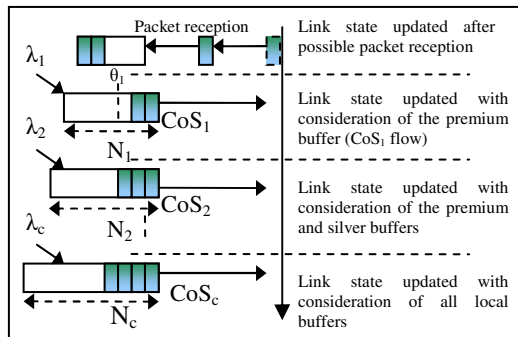 Packet reception
Link state updated after
possible packet reception
λ1
θ1
CoS1
N1
Link state updated with
consideration of the premium
buffer (CoS1 flow)
λ2
CoS2
N2
Link state updated with
consideration of the premium
and silver buffers
λc
CoSc
Nc
Link state updated with
consideration of all local
buffers